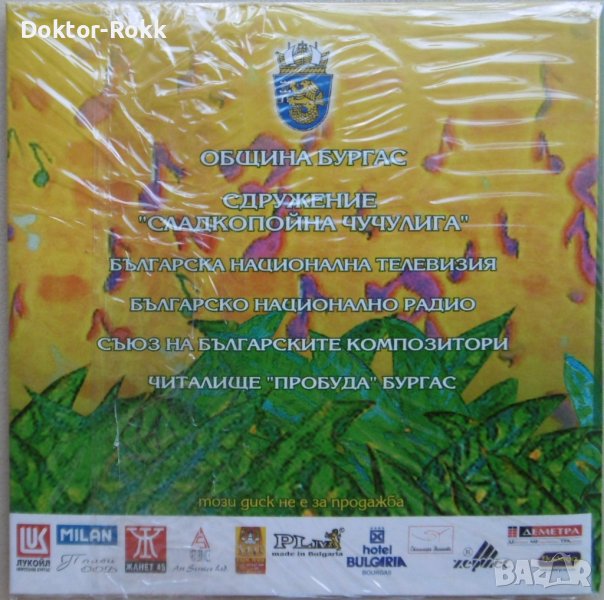 Doktor-Rokk
ОБЩИНА БУРГАС
СДРУЖЕНИЕ
"СЛАДКОПОЙНА ЧУЧУЛИГА"
БЪЛГАРСКА НАЦИОНАЛНА ТЕЛЕВИЗИЯ
БЪЛГАРСКО НАЦИОНАЛНО РАДИО
СЪЮЗ НА БЪЛГАРСКИТЕ КОМПОЗИТОРИ
ЧИТАЛИЩЕ "ПРОБУДА" БУРГАС
този диск не е за продажба
ЛУКОЙЛ
MILAN
ЖАНЕТ 45
made in Bulgaria
hotel
BULGARIA
BOURGAS
ДЕМЕТРА
BAZAR